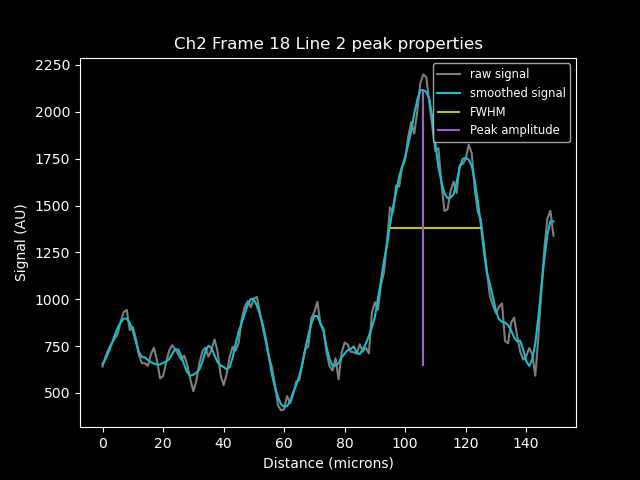 Ch2 Frame 18 Line 2 peak properties
raw signal
smoothed signal
FWHM
Peak amplitude
Signal (AU)
2250
2000
1750
1500
1250
1000
750
500
0 20 40 60 80 100 120 140
Distance (microns)